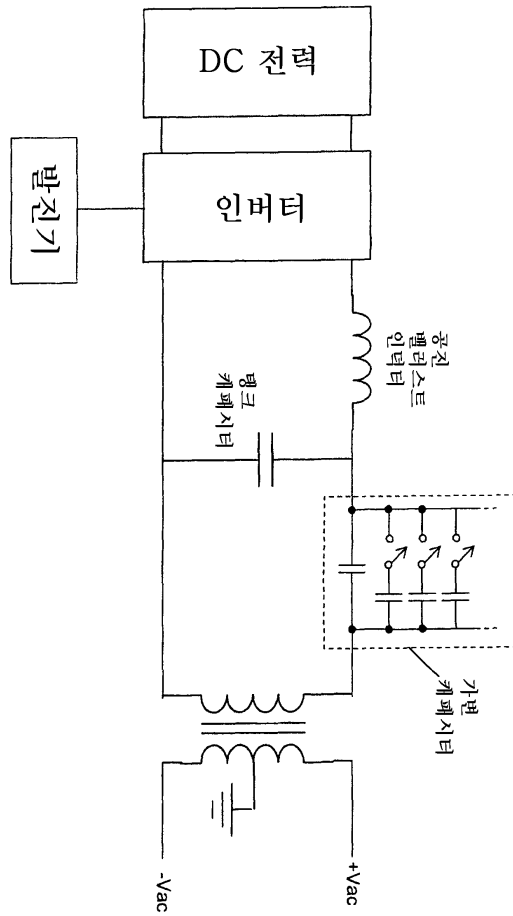 DC 전력
인버터
발진기
공진
밸러스트
인덕터
탱크
캐패시터
가변
캐패시터
+Vac
-Vac